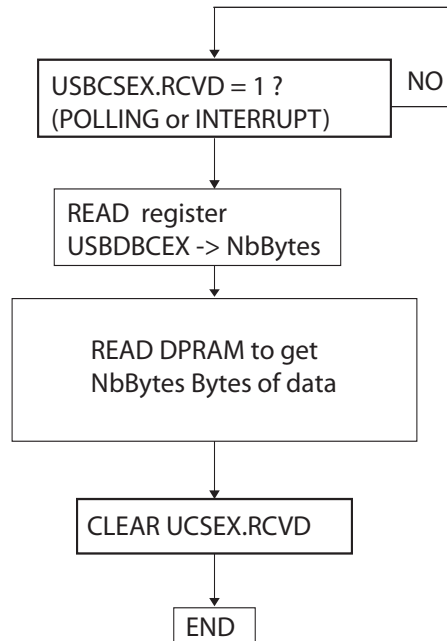 USBCSEX.RCVD = 1 ?
(POLLING or INTERRUPT)
NO
READ register
USBDBCEX -> NbBytes
READ DPRAM to get
NbBytes Bytes of data
CLEAR UCSEX.RCVD
END